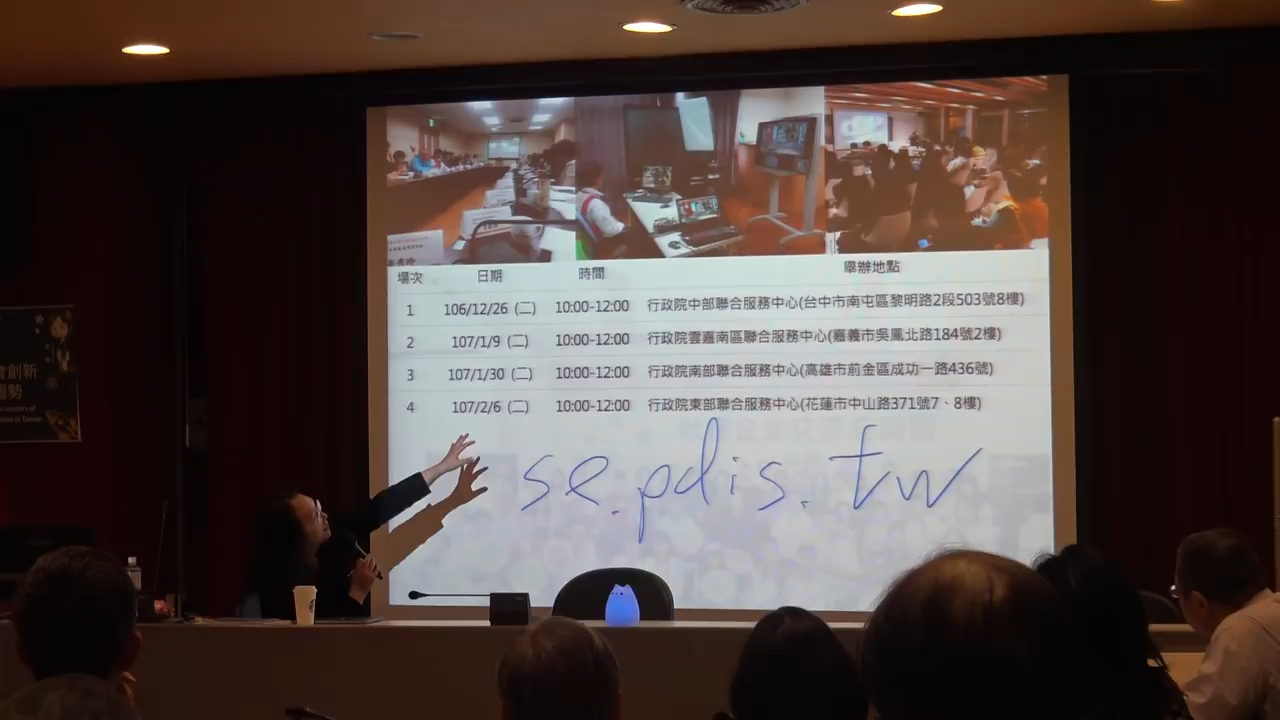 場次 日期 時間 舉辦地點
1 106/12/26 (二) 10:00-12:00 行政院中部聯合服務中心(台中市南屯區黎明路2段503號8樓)
2 107/1/9 (二) 10:00-12:00 行政院雲嘉南區聯合服務中心(嘉義市吳鳳北路184號2樓)
3 107/1/30 (二) 10:00-12:00 行政院南部聯合服務中心(高雄市前金區成功一路436號)
4 107/2/6 (二) 10:00-12:00 行政院東部聯合服務中心(花蓮市中山路371號7、8樓)
se.pdis.tw
會創新
趨勢